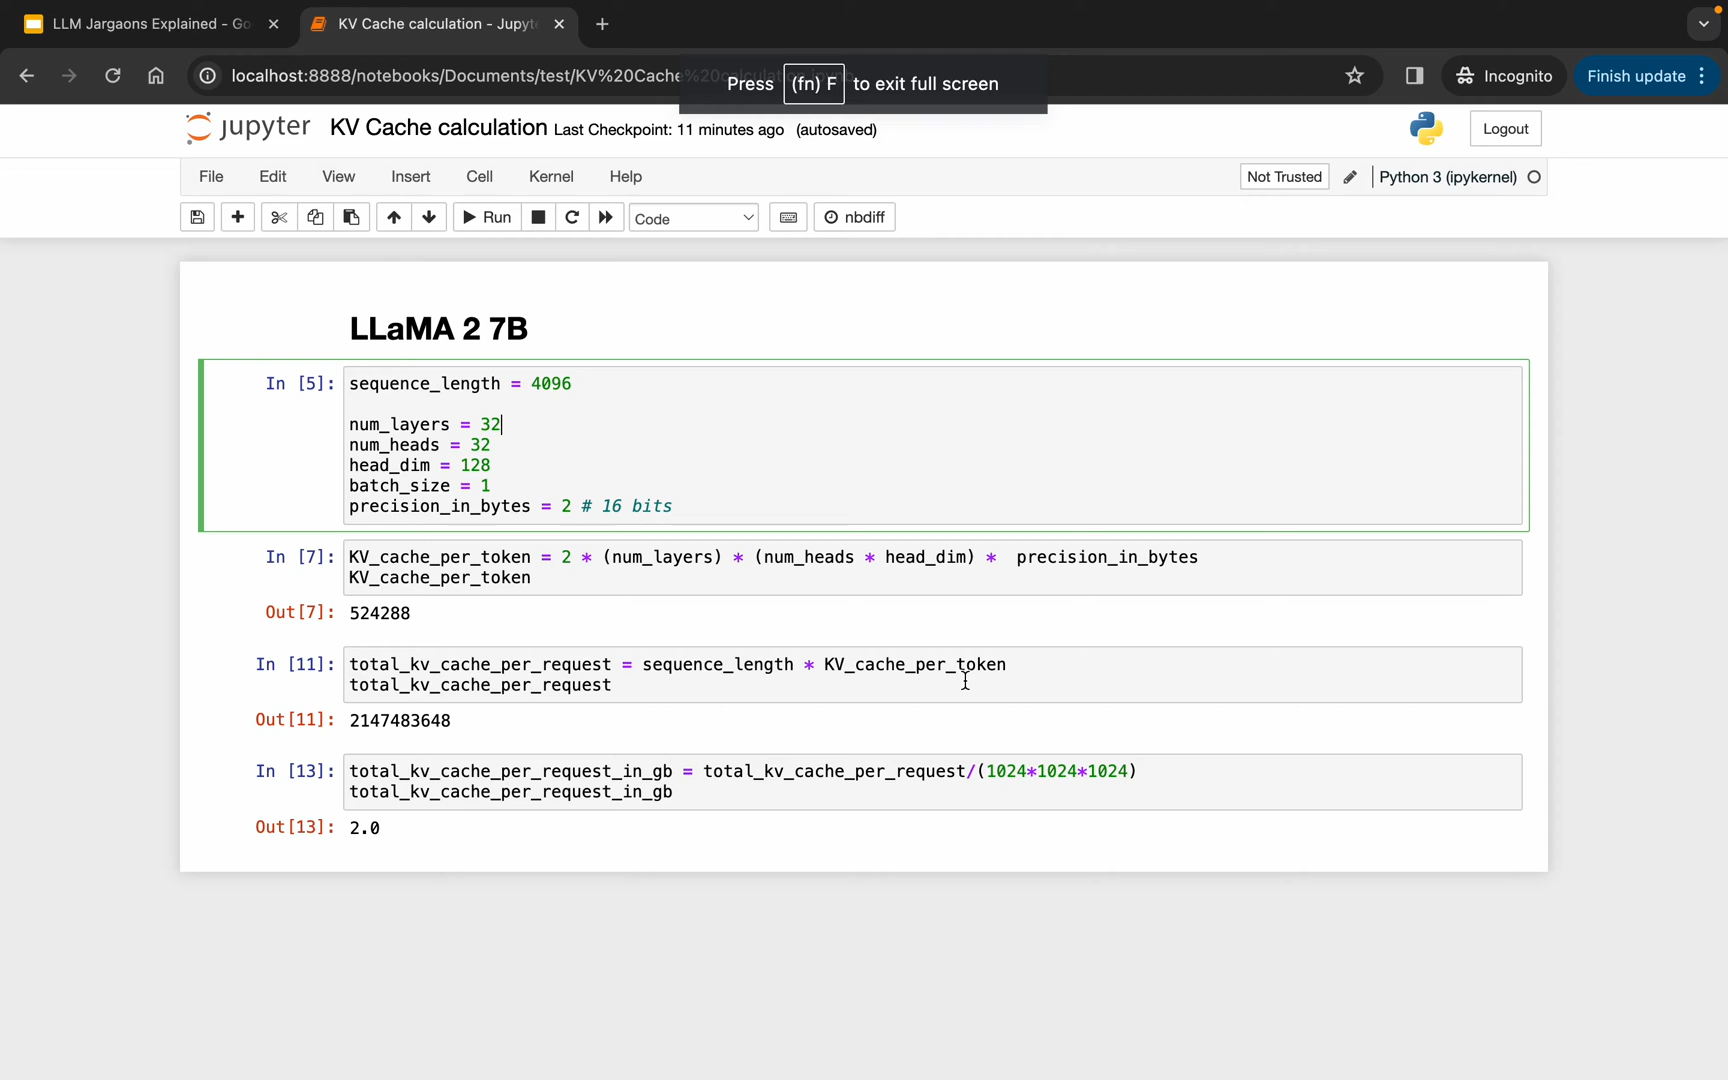 LLM Jargaons Explained - Go
KV Cache calculation - Jupyte
localhost:8888/notebooks/Documents/test/KV%20Cache%20calculation.ipynb
Press (fn) F to exit full screen
Incognito
Finish update
jupyter KV Cache calculation Last Checkpoint: 11 minutes ago (autosaved)
Logout
File Edit View Insert Cell Kernel Help
Not Trusted
Python 3 (ipykernel)
Run
Code
nbdiff
LLaMA 2 7B
In [5]: sequence_length = 4096
num_layers = 32
num_heads = 32
head_dim = 128
batch_size = 1
precision_in_bytes = 2 # 16 bits
In [7]: KV_cache_per_token = 2 * (num_layers) * (num_heads * head_dim) *  precision_in_bytes
KV_cache_per_token
Out[7]: 524288
In [11]: total_kv_cache_per_request = sequence_length * KV_cache_per_token
total_kv_cache_per_request
Out[11]: 2147483648
In [13]: total_kv_cache_per_request_in_gb = total_kv_cache_per_request/(1024*1024*1024)
total_kv_cache_per_request_in_gb
Out[13]: 2.0